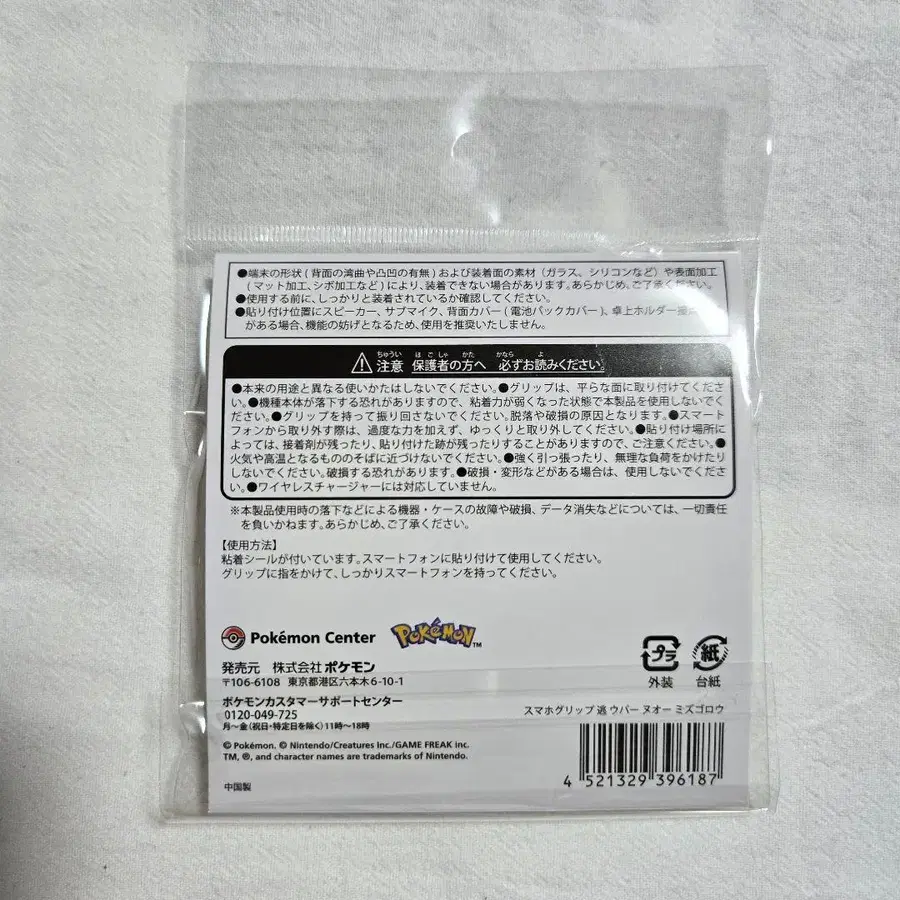 ●端末の形状(背面の湾曲や凸凹の有無)および装着面の素材(ガラス、シリコンなど)や表面加工
(マット加工、シボ加工など)により、装着できない場合があります。あらかじめ、ご了承ください。
●使用する前に、しっかりと装着されているか確認してください。
●貼り付け位置にスピーカー、サブマイク、背面カバー(電池パックカバー)、卓上ホルダー接
がある場合、機能の妨げとなるため、使用を推奨いたしません。
ちゅうい ほごしゃ かた かなら よ
注意 保護者の方へ 必ずお読みください。
●本来の用途と異なる使いかたはしないでください。●グリップは、平らな面に取り付けてくださ
い。●機種本体が落下する恐れがありますので、粘着力が弱くなった状態で本製品を使用しないでく
ださい。●グリップを持って振り回さないでください。脱落や破損の原因となります。●スマート
フォンから取り外す際は、過度な力を加えず、ゆっくりと取り外してください。●貼り付け場所に
よっては、接着剤が残ったり、貼り付けた跡が残ったりすることがありますので、ご注意ください。●
火気や高温となるもののそばに近づけないでください。●強く引っ張ったり、無理な負荷をかけたり
しないでください。破損する恐れがあります。●破損・変形などがある場合は、使用しないでくださ
い。●ワイヤレスチャージャーには対応していません。
※本製品使用時の落下などによる機器・ケースの故障や破損、データ消失などについては、一切責任
を負いかねます。あらかじめ、ご了承ください。
【使用方法】
粘着シールが付いています。スマートフォンに貼り付けて使用してください。
グリップに指をかけて、しっかりスマートフォンを持ってください。
Pokémon Center POKéMON TM
プラ 紙
外装 台紙
発売元 株式会社ポケモン
〒106-6108 東京都港区六本木6-10-1
ポケモンカスタマーサポートセンター
0120-049-725
月～金(祝日・特定日を除く)11時～18時
スマホグリップ 逃 ウパー ヌオー ミズゴロウ
© Pokémon. © Nintendo/Creatures Inc./GAME FREAK inc.
TM, ®, and character names are trademarks of Nintendo.
中国製
4 521329 396187